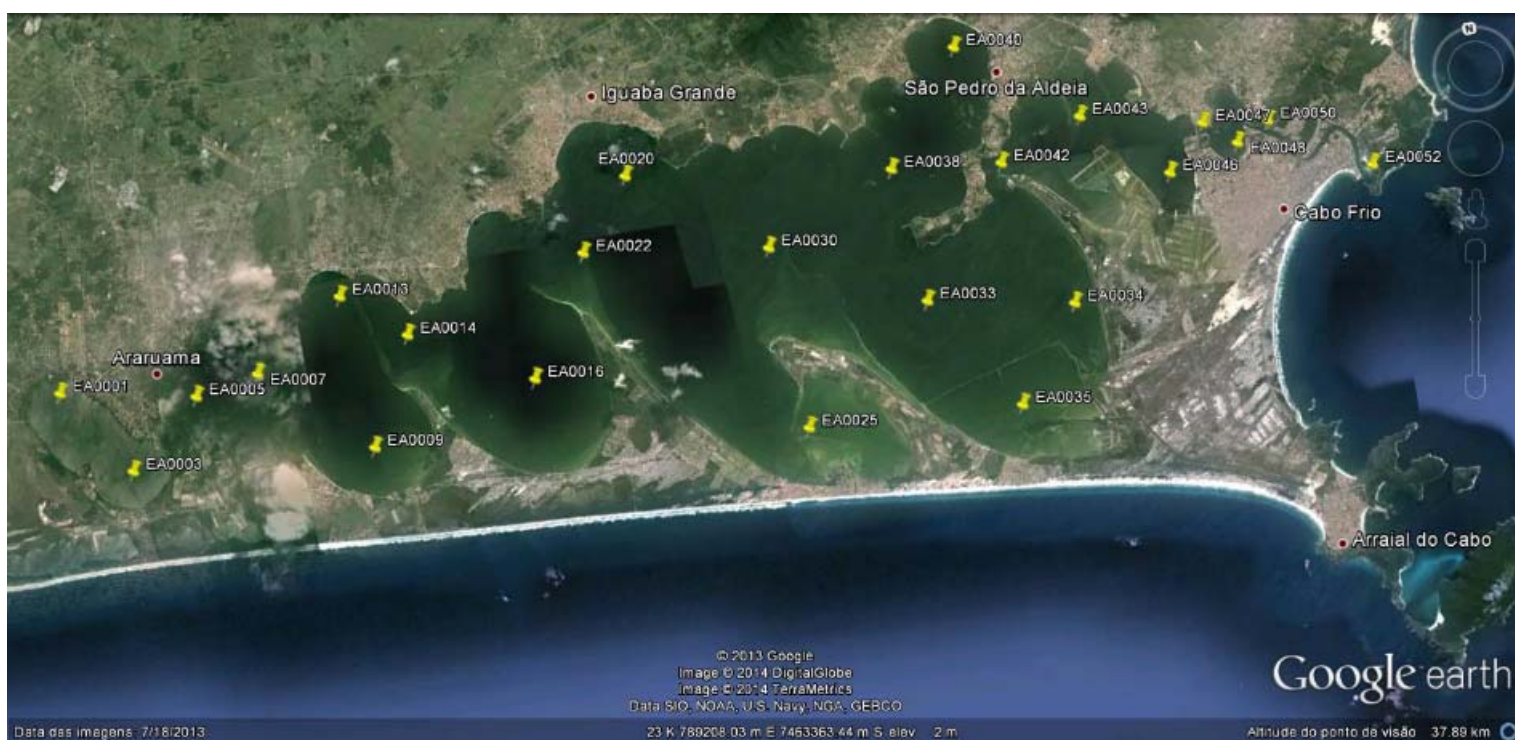 EA0040
São Pedro da Aldeia
Iguaba Grande
EA0043
EA0047
EA0050
EA0048
EA0020
EA0038
EA0042
EA0046
EA0052
Cabo Frio
EA0022
EA0030
EA0013
EA0033
EA0034
EA0014
Araruama
EA0001
EA0005
EA0007
EA0016
EA0035
EA0025
EA0009
EA0003
Arraial do Cabo
© 2013 Google
Image © 2014 DigitalGlobe
Image © 2014 TerraMetrics
Data SIO, NOAA, U.S. Navy, NGA, GEBCO
Google earth
Data das imagens: 7/18/2013
23 K 789208.03 m E 7463363.44 m S elev 2 m
Altitude do ponto de visão 37.89 km
N